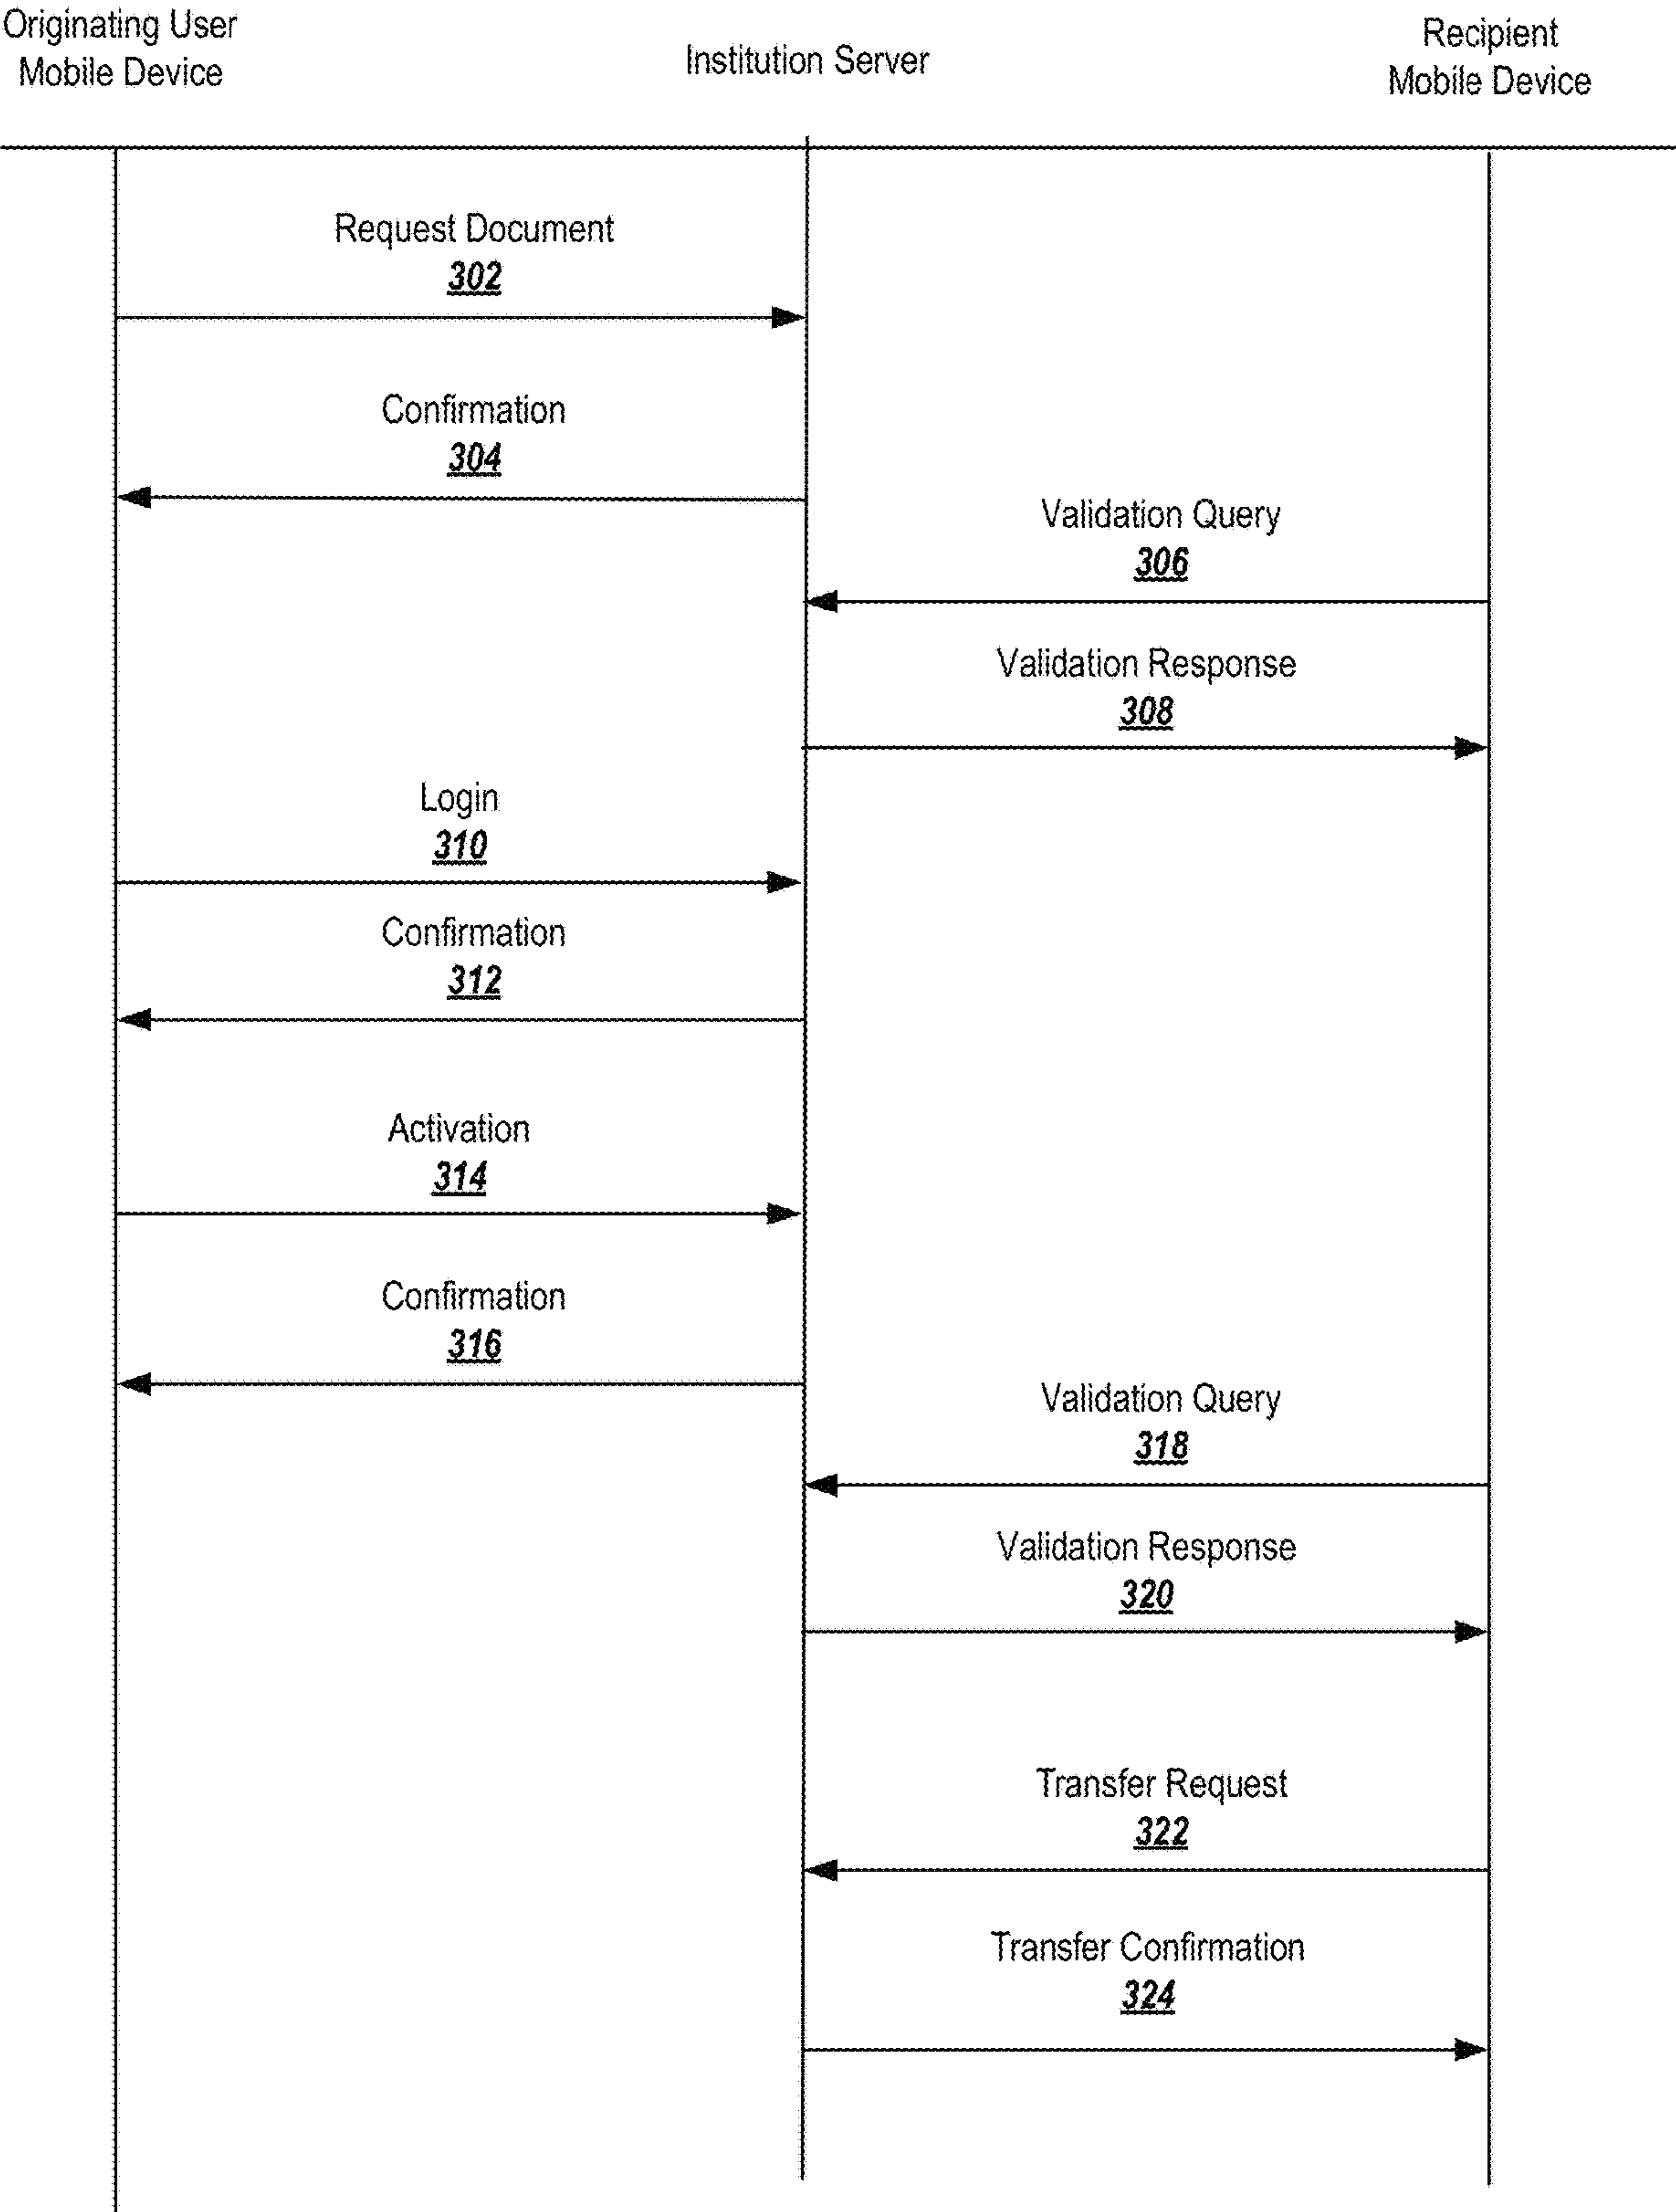 Originating User
Mobile Device
Institution Server
Recipient
Mobile Device
Request Document
302
Confirmation
304
Validation Query
306
Validation Response
308
Login
310
Confirmation
312
Activation
314
Confirmation
316
Validation Query
318
Validation Response
320
Transfer Request
322
Transfer Confirmation
324